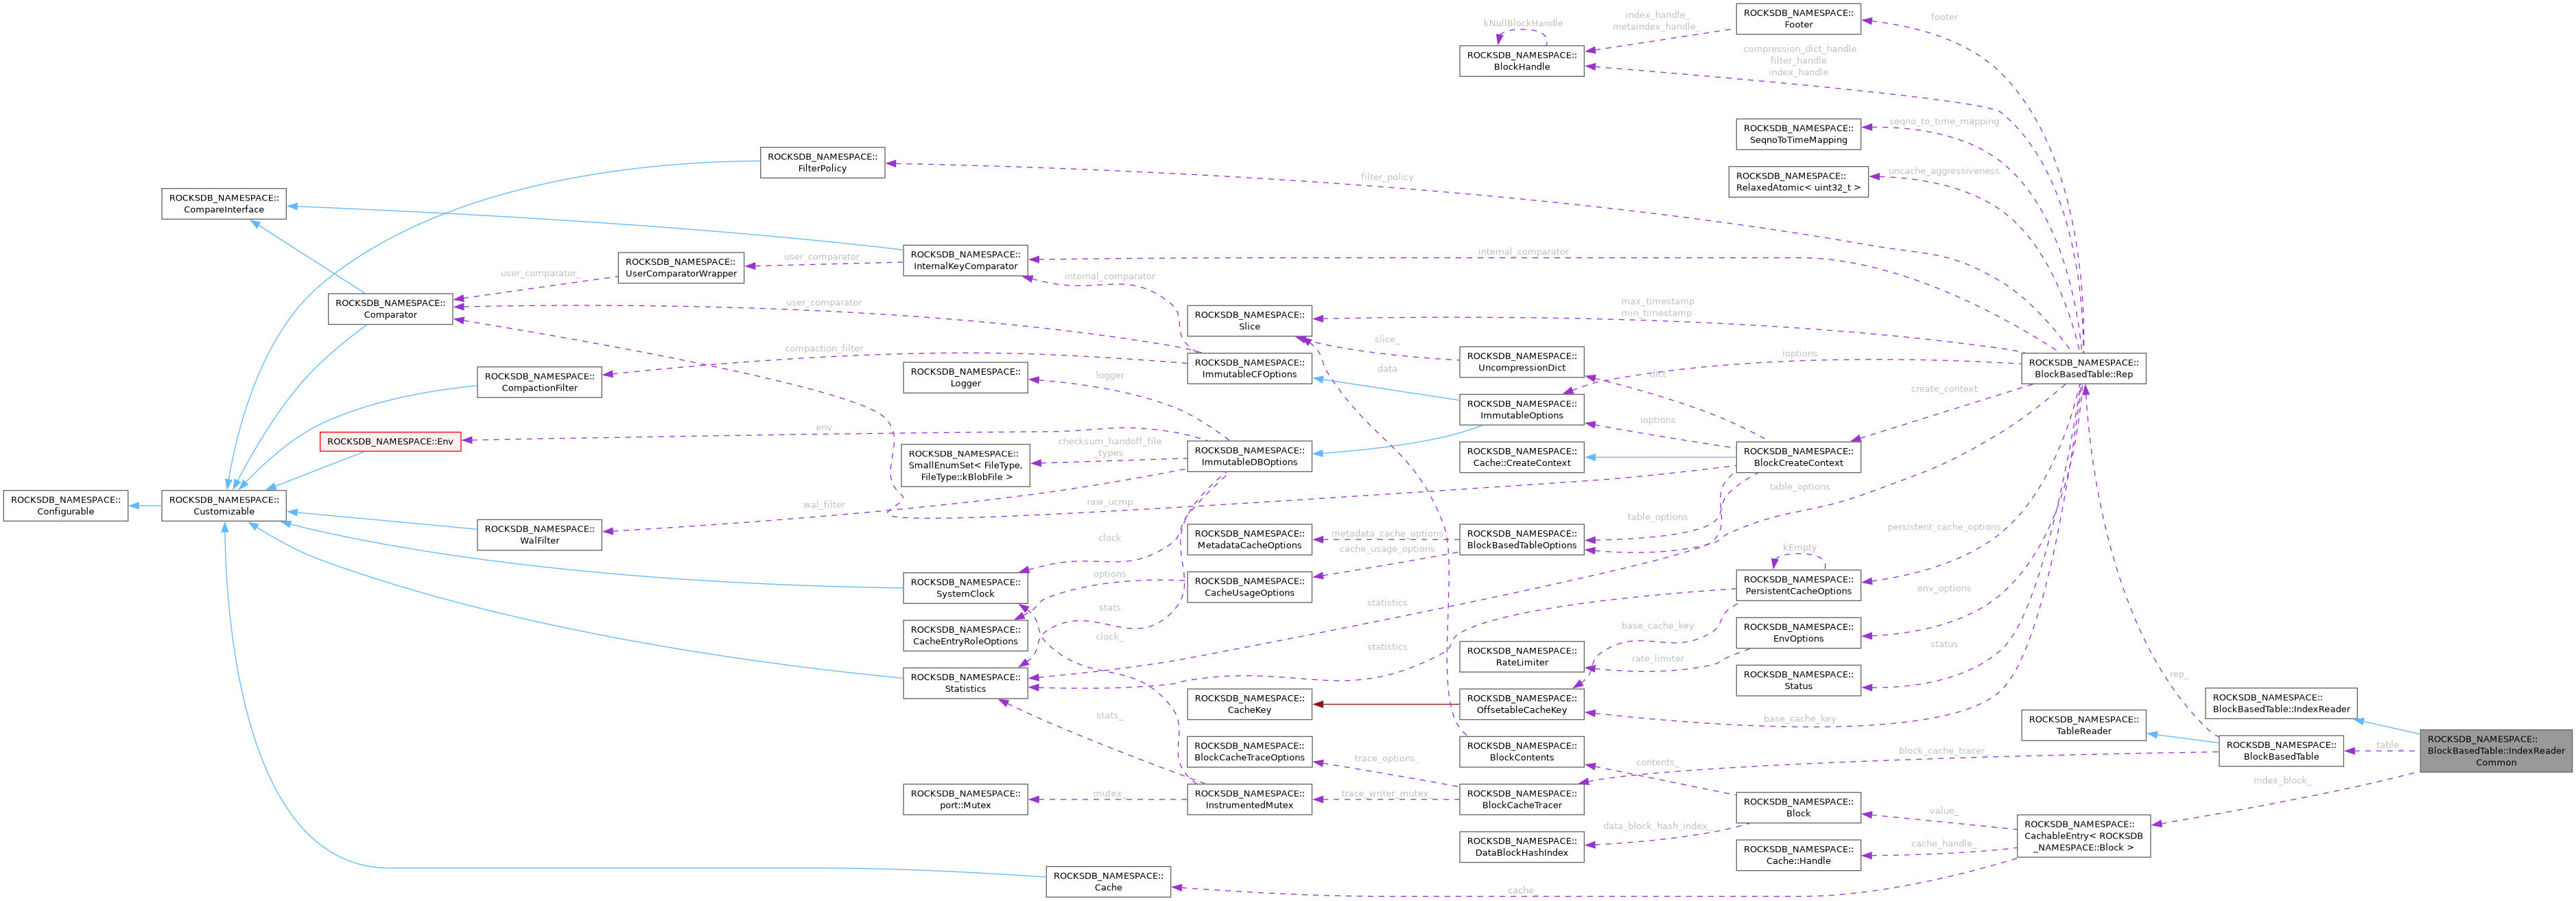 ROCKSDB_NAMESPACE::
Footer
footer
index_handle_
metaindex_handle_
kNullBlockHandle
ROCKSDB_NAMESPACE::
BlockHandle
compression_dict_handle
filter_handle
index_handle
ROCKSDB_NAMESPACE::
SeqnoToTimeMapping
seqno_to_time_mapping
ROCKSDB_NAMESPACE::
FilterPolicy
filter_policy
ROCKSDB_NAMESPACE::
RelaxedAtomic< uint32_t >
uncache_aggressiveness
ROCKSDB_NAMESPACE::
CompareInterface
ROCKSDB_NAMESPACE::
UserComparatorWrapper
user_comparator_
user_comparator
ROCKSDB_NAMESPACE::
InternalKeyComparator
internal_comparator
internal_comparator
ROCKSDB_NAMESPACE::
Comparator
user_comparator
ROCKSDB_NAMESPACE::
Slice
max_timestamp
min_timestamp
slice_
data
ROCKSDB_NAMESPACE::
CompactionFilter
compaction_filter
ROCKSDB_NAMESPACE::
Logger
logger
ROCKSDB_NAMESPACE::
ImmutableCFOptions
ROCKSDB_NAMESPACE::
UncompressionDict
dict
ioptions
ROCKSDB_NAMESPACE::
BlockBasedTable::Rep
ROCKSDB_NAMESPACE::
ImmutableOptions
ioptions
create_context
ROCKSDB_NAMESPACE::Env
env
ROCKSDB_NAMESPACE::
SmallEnumSet< FileType,
FileType::kBlobFile >
checksum_handoff_file
_types
ROCKSDB_NAMESPACE::
ImmutableDBOptions
ROCKSDB_NAMESPACE::
Cache::CreateContext
ROCKSDB_NAMESPACE::
BlockCreateContext
ROCKSDB_NAMESPACE::
Configurable
ROCKSDB_NAMESPACE::
Customizable
ROCKSDB_NAMESPACE::
WalFilter
wal_filter
raw_ucmp
table_options
table_options
ROCKSDB_NAMESPACE::
MetadataCacheOptions
metadata_cache_options
cache_usage_options
ROCKSDB_NAMESPACE::
BlockBasedTableOptions
persistent_cache_options
clock
ROCKSDB_NAMESPACE::
SystemClock
options
ROCKSDB_NAMESPACE::
CacheUsageOptions
kEmpty
ROCKSDB_NAMESPACE::
PersistentCacheOptions
env_options
statistics
stats
clock_
ROCKSDB_NAMESPACE::
CacheEntryRoleOptions
base_cache_key
ROCKSDB_NAMESPACE::
EnvOptions
statistics
ROCKSDB_NAMESPACE::
RateLimiter
rate_limiter
status
ROCKSDB_NAMESPACE::
Statistics
ROCKSDB_NAMESPACE::
Status
rep_
ROCKSDB_NAMESPACE::
CacheKey
ROCKSDB_NAMESPACE::
OffsetableCacheKey
base_cache_key
ROCKSDB_NAMESPACE::
BlockBasedTable::IndexReader
stats_
ROCKSDB_NAMESPACE::
TableReader
ROCKSDB_NAMESPACE::
BlockCacheTraceOptions
trace_options_
ROCKSDB_NAMESPACE::
BlockContents
contents_
block_cache_tracer_
ROCKSDB_NAMESPACE::
BlockBasedTable
table_
ROCKSDB_NAMESPACE::
BlockBasedTable::IndexReader
Common
index_block_
ROCKSDB_NAMESPACE::
port::Mutex
mutex_
ROCKSDB_NAMESPACE::
InstrumentedMutex
trace_writer_mutex_
ROCKSDB_NAMESPACE::
BlockCacheTracer
ROCKSDB_NAMESPACE::
Block
value_
data_block_hash_index_
ROCKSDB_NAMESPACE::
DataBlockHashIndex
ROCKSDB_NAMESPACE::
Cache::Handle
cache_handle_
ROCKSDB_NAMESPACE::
CachableEntry< ROCKSDB
_NAMESPACE::Block >
ROCKSDB_NAMESPACE::
Cache
cache_